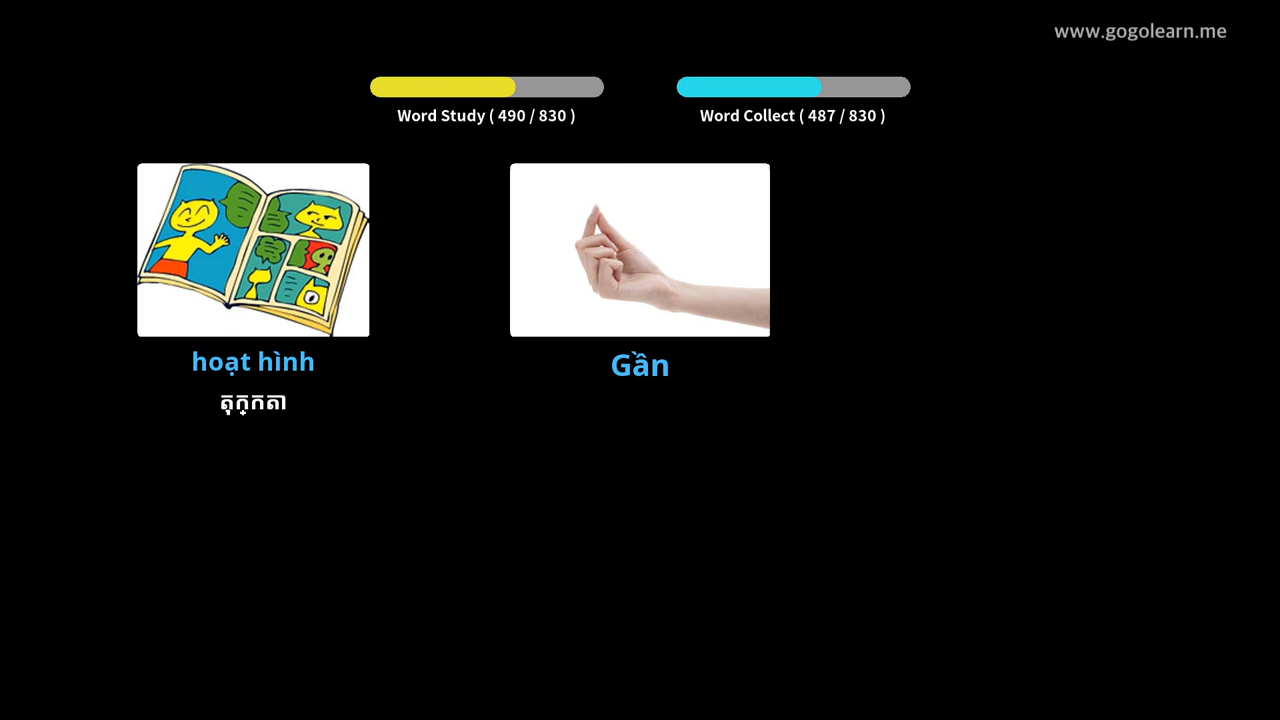 www.gogolearn.me
Word Study ( 490 / 830 )
Word Collect ( 487 / 830 )
hoạt hình
Gần
តុក្កតា